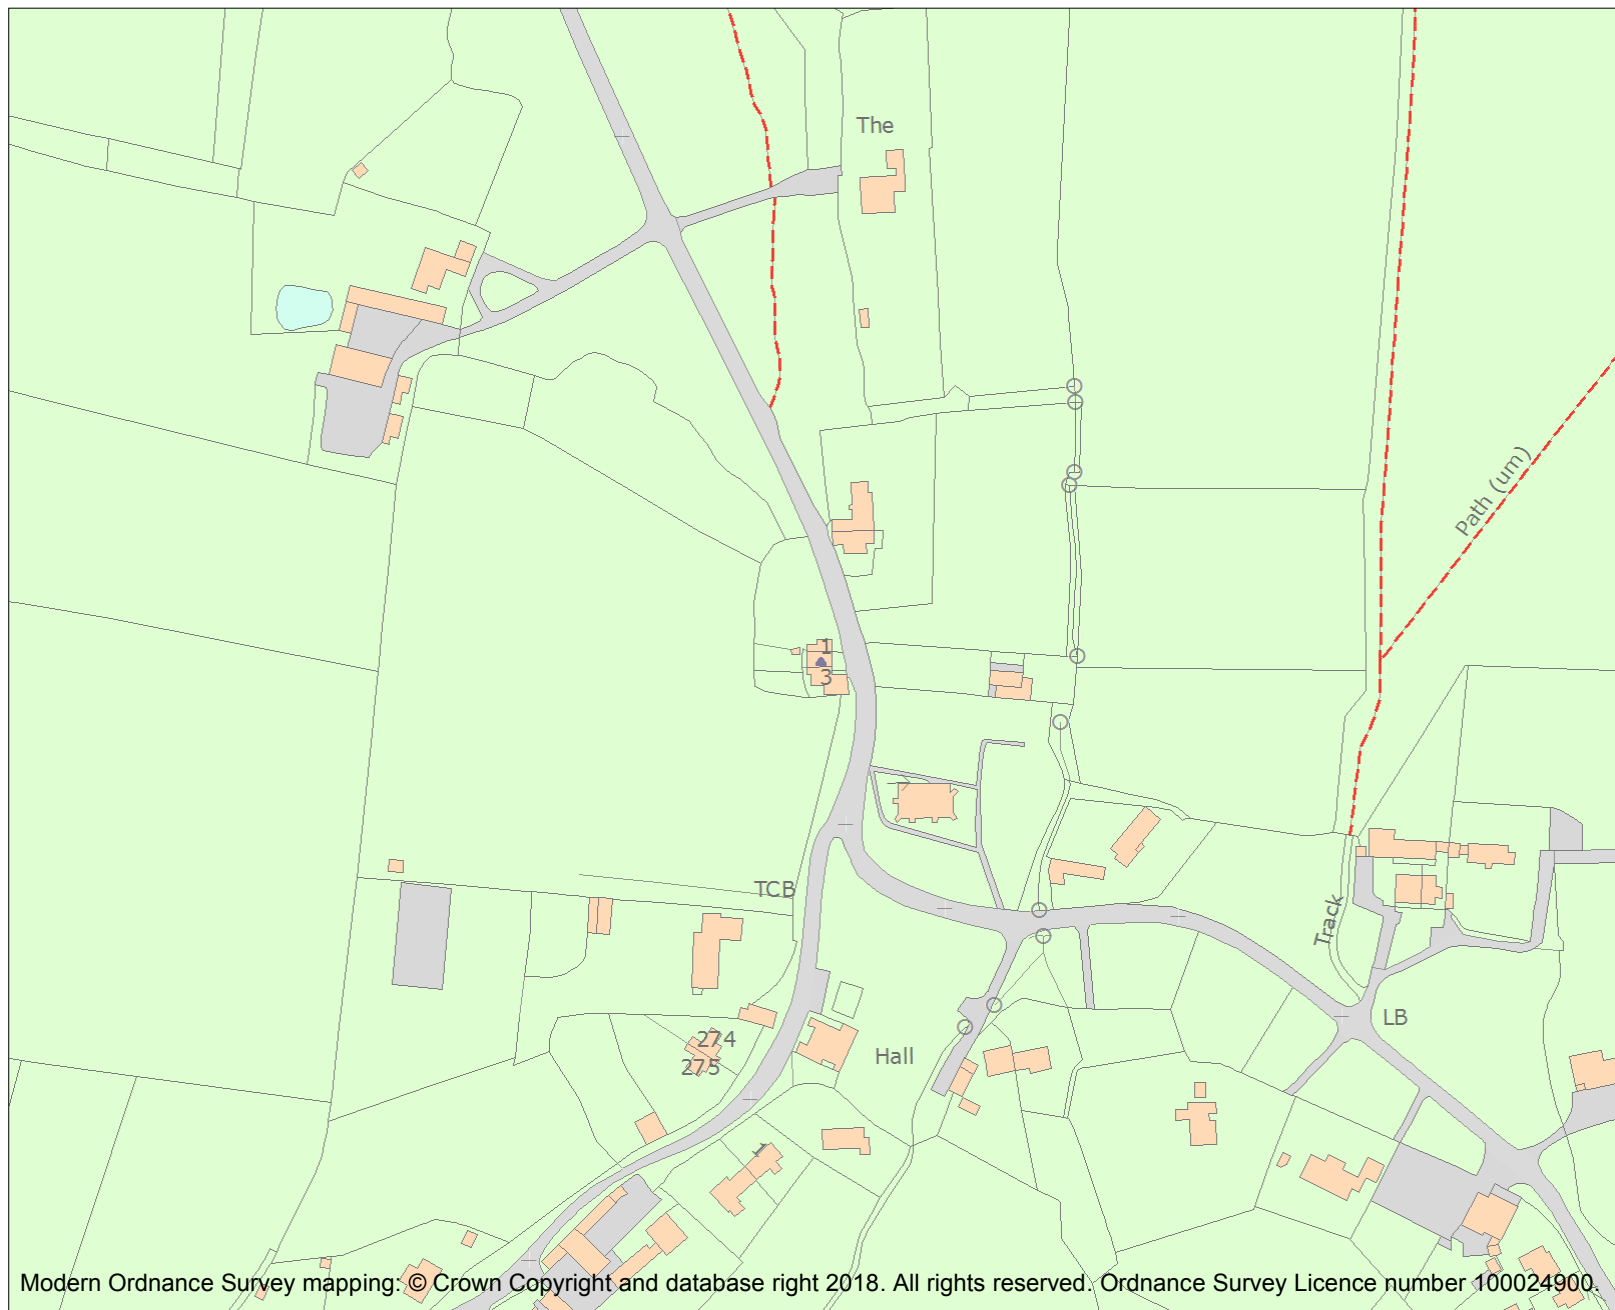 The
Path (um)
1
3
TCB
Track
LB
274
275
Hall
1
Modern Ordnance Survey mapping: © Crown Copyright and database right 2018. All rights reserved. Ordnance Survey Licence number 100024900.